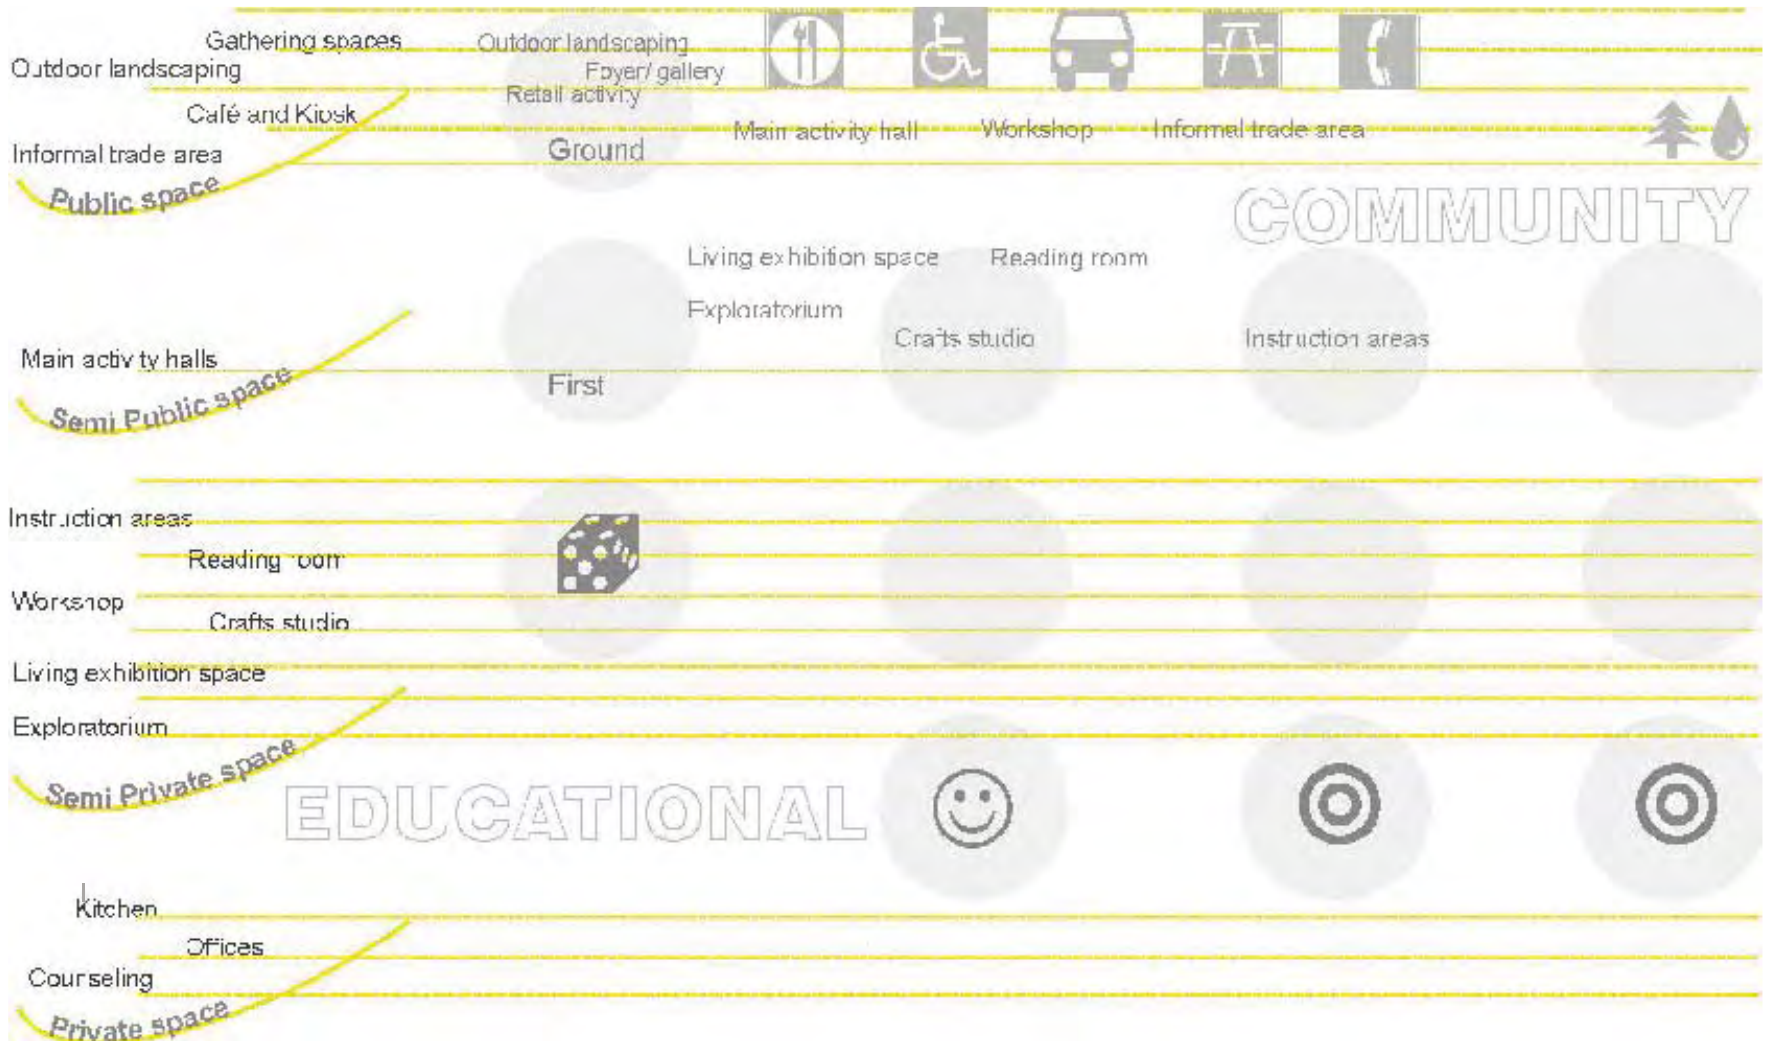 Gathering spaces
Outdoor landscaping
Outdoor landscaping
Foyer/ gallery
Retail activity
Café and Kiosk
Main activity hall
Workshop
Informal trade area
Informal trade area
Ground
Public space
COMMUNITY
Living exhibition space
Reading room
Exploratorium
Crafts studio
Instruction areas
Main activity halls
First
Semi Public space
Instruction areas
Reading room
Workshop
Crafts studio
Living exhibition space
Exploratorium
Semi Private space
EDUCATIONAL
Kitchen
Offices
Counseling
Private space